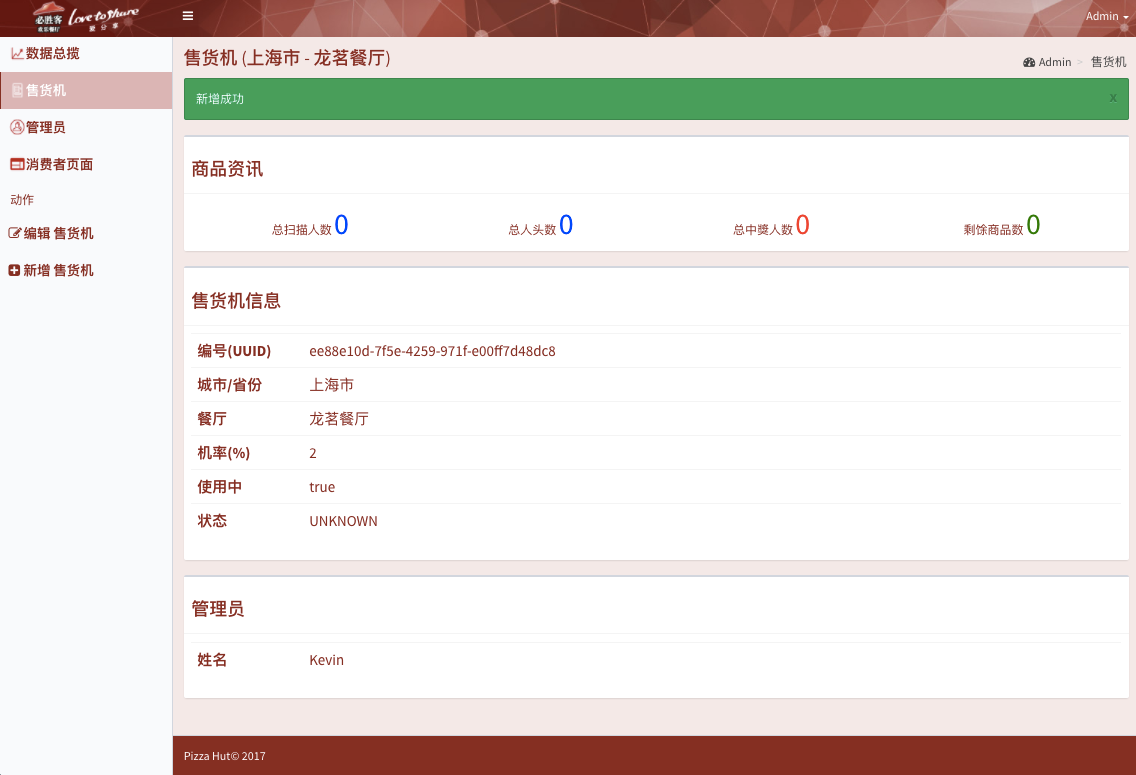 必胜客
欢乐餐厅
Love to Share
爱分享
Admin
数据总揽
售货机
管理员
消费者页面
动作
编辑 售货机
新增 售货机
售货机 (上海市 - 龙茗餐厅)
Admin > 售货机
新增成功
x
商品资讯
总扫描人数 0
总人头数 0
总中獎人数 0
剩馀商品数 0
售货机信息
编号(UUID) ee88e10d-7f5e-4259-971f-e00ff7d48dc8
城市/省份 上海市
餐厅 龙茗餐厅
机率(%) 2
使用中 true
状态 UNKNOWN
管理员
姓名 Kevin
Pizza Hut© 2017